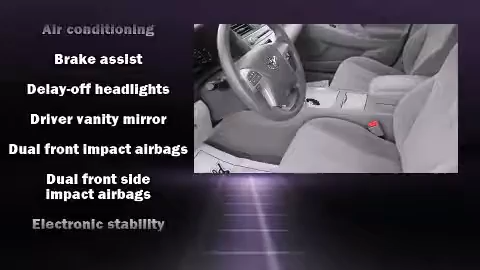 Air conditioning
Brake assist
Delay-off headlights
Driver vanity mirror
Dual front impact airbags
Dual front side
impact airbags
Electronic stability